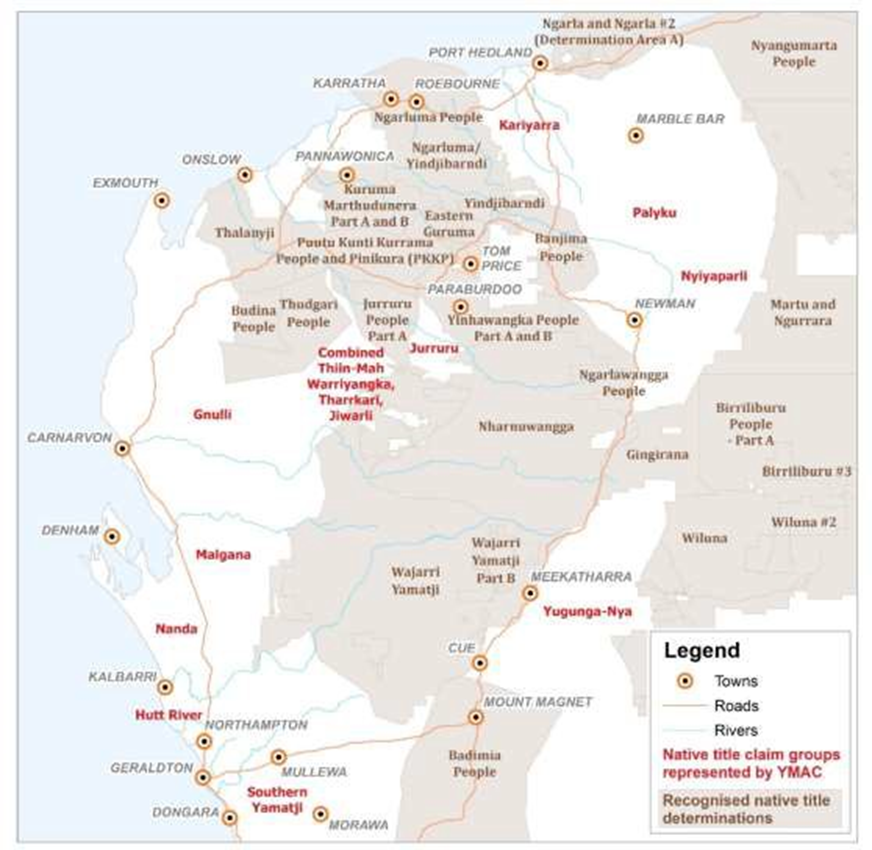 Ngarla and Ngarla #2
(Determination Area A)
Nyangumarta
People
PORT HEDLAND
KARRATHA
ROEBOURNE
Ngarluma People
Kariyarra
MARBLE BAR
Ngarluma/
Yindjibarndi
ONSLOW
PANNAWONICA
EXMOUTH
Kuruma
Marthudunera
Part A and B
Yindjibarndi
Eastern
Guruma
Palyku
Thalanyji
Puutu Kunti Kurrama
People and Pinikura (PKKP)
Banjima
People
TOM
PRICE
Nyiyaparli
PARABURDOO
NEWMAN
Martu and
Ngurrara
Budina
People
Thudgari
People
Jurruru
People
Part A
Yinhawangka People
Part A and B
Jurruru
Combined
Thiin-Mah
Warriyangka,
Tharrkari,
Jiwarli
Ngarlawangga
People
Gnulli
Birriliburu
People
- Part A
Nharnuwangga
CARNARVON
Gingirana
Birriliburu #3
DENHAM
Wiluna #2
Wiluna
Malgana
Wajarri
Yamatji
Part B
Wajarri
Yamatji
MEEKATHARRA
Yugunga-Nya
Nanda
CUE
KALBARRI
MOUNT MAGNET
Hutt River
NORTHAMPTON
GERALDTON
MULLEWA
Badimia
People
Southern
Yamatji
DONGARA
MORAWA
Legend
Towns
Roads
Rivers
Native title claim groups
represented by YMAC
Recognised native title
determinations